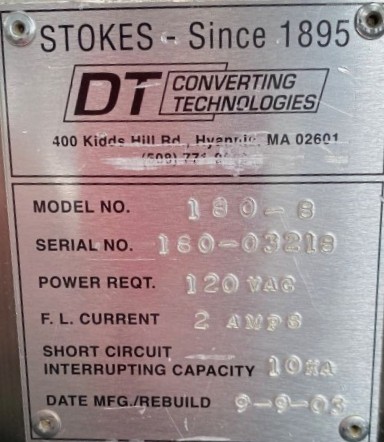 STOKES - Since 1895
DT CONVERTING
TECHNOLOGIES
400 Kidds Hill Rd., Hyannis, MA 02601
(508) 771
MODEL NO. 180-8
SERIAL NO. 180-03219
POWER REQT. 120 VAC
F. L. CURRENT 2 AMPS
SHORT CIRCUIT
INTERRUPTING CAPACITY 10KA
DATE MFG./REBUILD 9-9-03